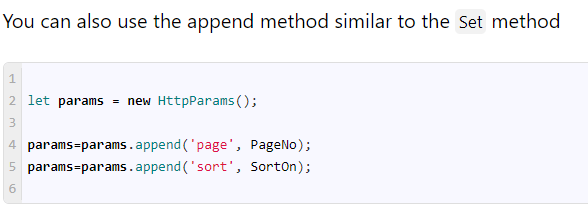 You can also use the append method similar to the Set method
1
2 let params = new HttpParams();
3
4 params=params.append('page', PageNo);
5 params=params.append('sort', SortOn);
6